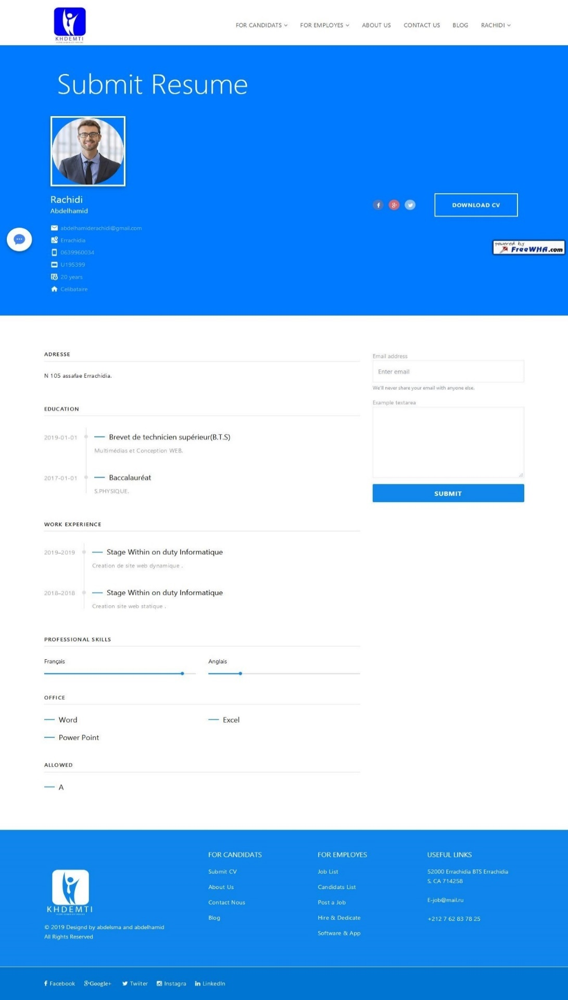 KHDEMTI
FOR CANDIDATS
FOR EMPLOYES
ABOUT US
CONTACT US
BLOG
RACHIDI
Submit Resume
Rachidi
Abdelhamid
DOWNLOAD CV
abdelhamiderachidi@gmail.com
Errachidia
0639960034
U195399
20 years
Celibataire
powered by
FreeWHA.com
ADRESSE
N 105 assafae Errachidia.
Email address
Enter email
We'll never share your email with anyone else.
Example textarea
SUBMIT
EDUCATION
2019-01-01
Brevet de technicien supérieur(B.T.S)
Multimédias et Conception WEB.
2017-01-01
Baccalauréat
S.PHYSIQUE.
WORK EXPERIENCE
2019–2019
Stage Within on duty Informatique
Creation de site web dynamique .
2018–2018
Stage Within on duty Informatique
Creation site web statique .
PROFESSIONAL SKILLS
Français
Anglais
OFFICE
Word
Excel
Power Point
ALLOWED
A
KHDEMTI
© 2019 Designd by abdelsma and abdelhamid
All Rights Reserved
FOR CANDIDATS
Submit CV
About Us
Contact Nous
Blog
FOR EMPLOYES
Job List
Candidats List
Post a Job
Hire & Dedicate
Software & App
USEFUL LINKS
52000 Errachidia BTS Errachidia
S, CA 714258
E-job@mail.ru
+212 7 62 83 78 25
Facebook
Google+
Twiiter
Instagra
LinkedIn